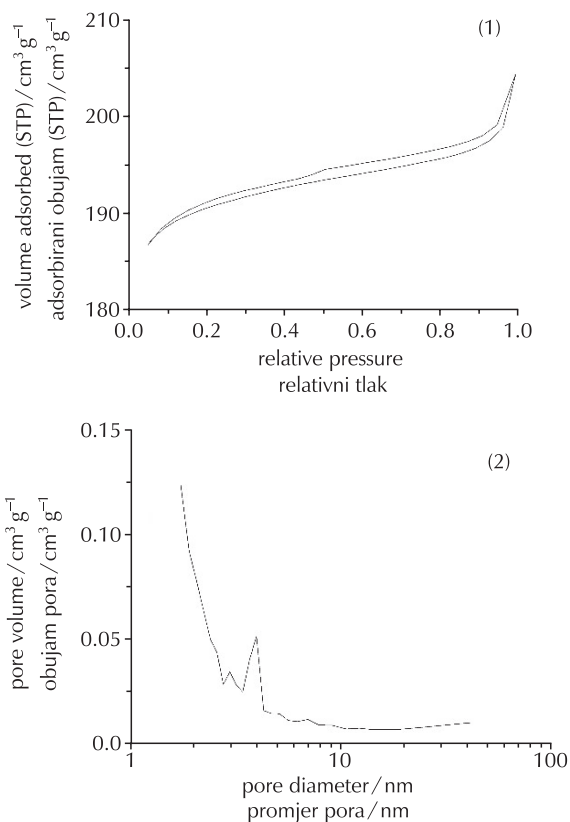 (1)
volume adsorbed (STP)/cm³ g⁻¹
adsorbirani obujam (STP)/cm³ g⁻¹
210
200
190
180
0.0 0.2 0.4 0.6 0.8 1.0
relative pressure
relativni tlak
(2)
pore volume/cm³ g⁻¹
obujam pora/cm³ g⁻¹
0.15
0.10
0.05
0.0
1 10 100
pore diameter/nm
promjer pora/nm